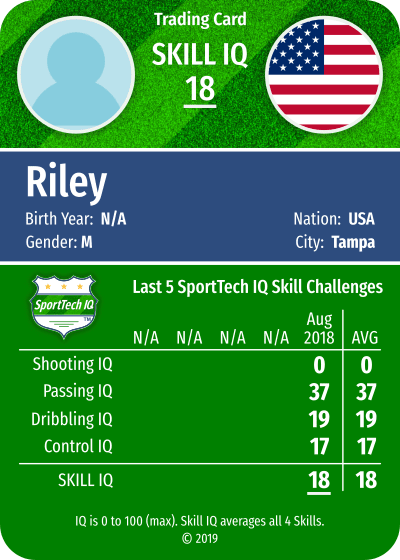 Trading Card
SKILL IQ
18
Riley
Birth Year: N/A
Nation: USA
Gender: M
City: Tampa
SportTech IQ
TM
Last 5 SportTech IQ Skill Challenges
N/A N/A N/A N/A Aug 2018 AVG
Shooting IQ 0 0
Passing IQ 37 37
Dribbling IQ 19 19
Control IQ 17 17
SKILL IQ 18 18
IQ is 0 to 100 (max). Skill IQ averages all 4 Skills.
© 2019